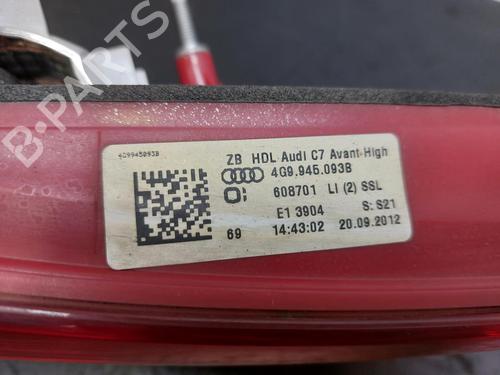 B-PARTS
4G9945093B
ZB HDL Audi C7 Avant-High
4G9.945.093B
608701 LI (2) SSL
E1 3904 S: S21
69 14:43:02 20.09.2012